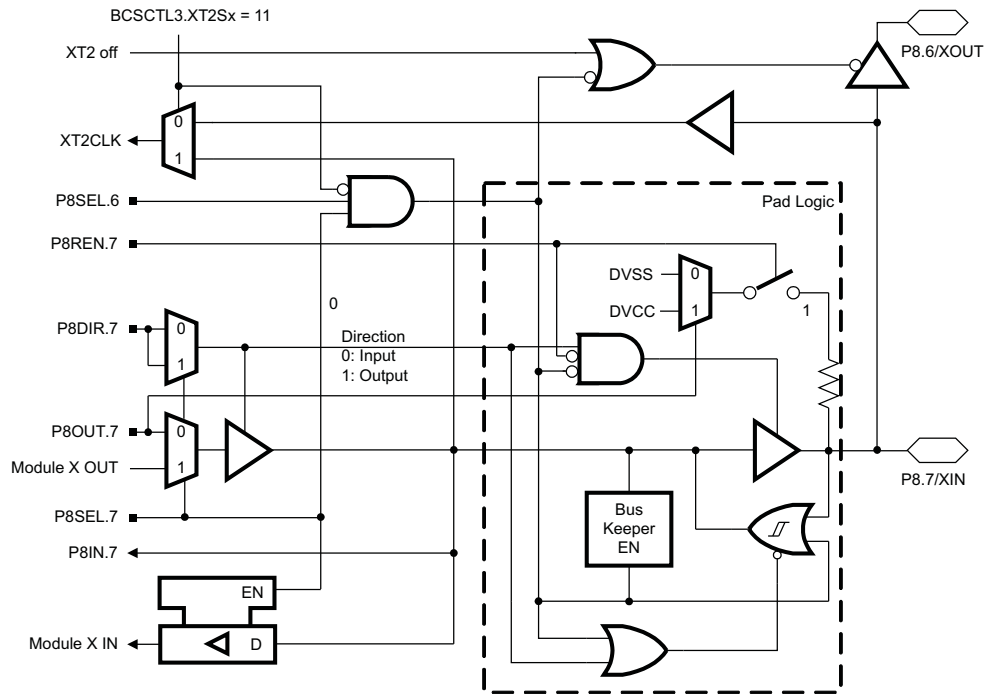 BCSCTL3.XT2Sx = 11
XT2 off
P8.6/XOUT
0
XT2CLK
1
P8SEL.6
Pad Logic
P8REN.7
DVSS
0
DVCC
1
1
0
P8DIR.7
0
1
Direction
0: Input
1: Output
P8OUT.7
0
Module X OUT
1
P8.7/XIN
P8SEL.7
Bus
Keeper
EN
P8IN.7
EN
Module X IN
D